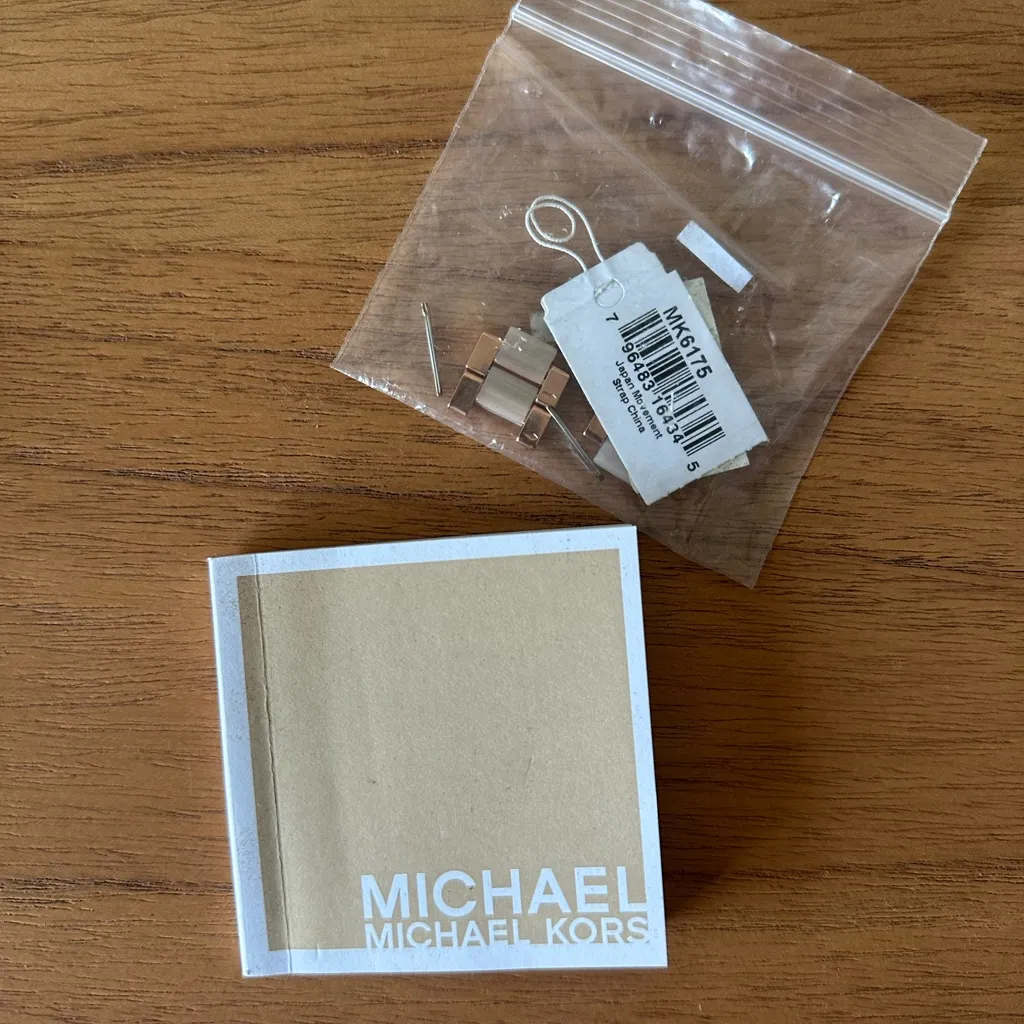 MK6175
7 96483 16434 5
Japan Movement
Strap China
MICHAEL
MICHAEL KORS